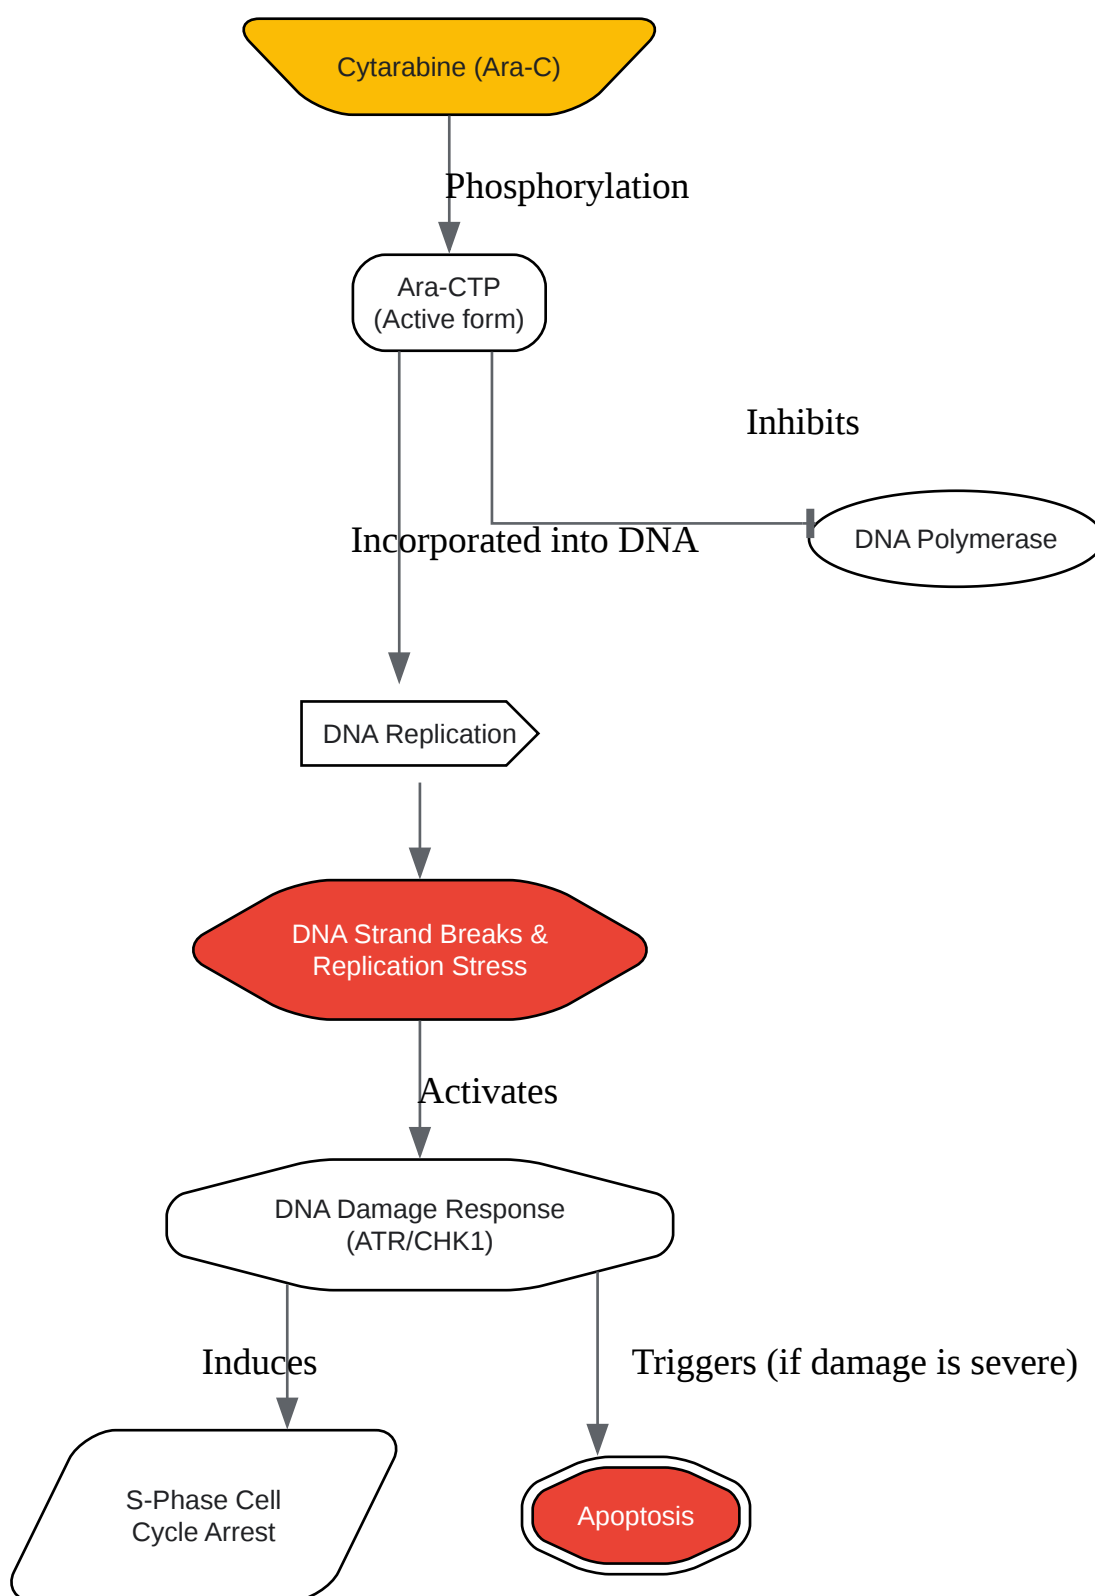 Cytarabine (Ara-C)
Phosphorylation
Ara-CTP
(Active form)
Inhibits
Incorporated into DNA
DNA Polymerase
DNA Replication
DNA Strand Breaks &
Replication Stress
Activates
DNA Damage Response
(ATR/CHK1)
Induces
Triggers (if damage is severe)
S-Phase Cell
Cycle Arrest
Apoptosis